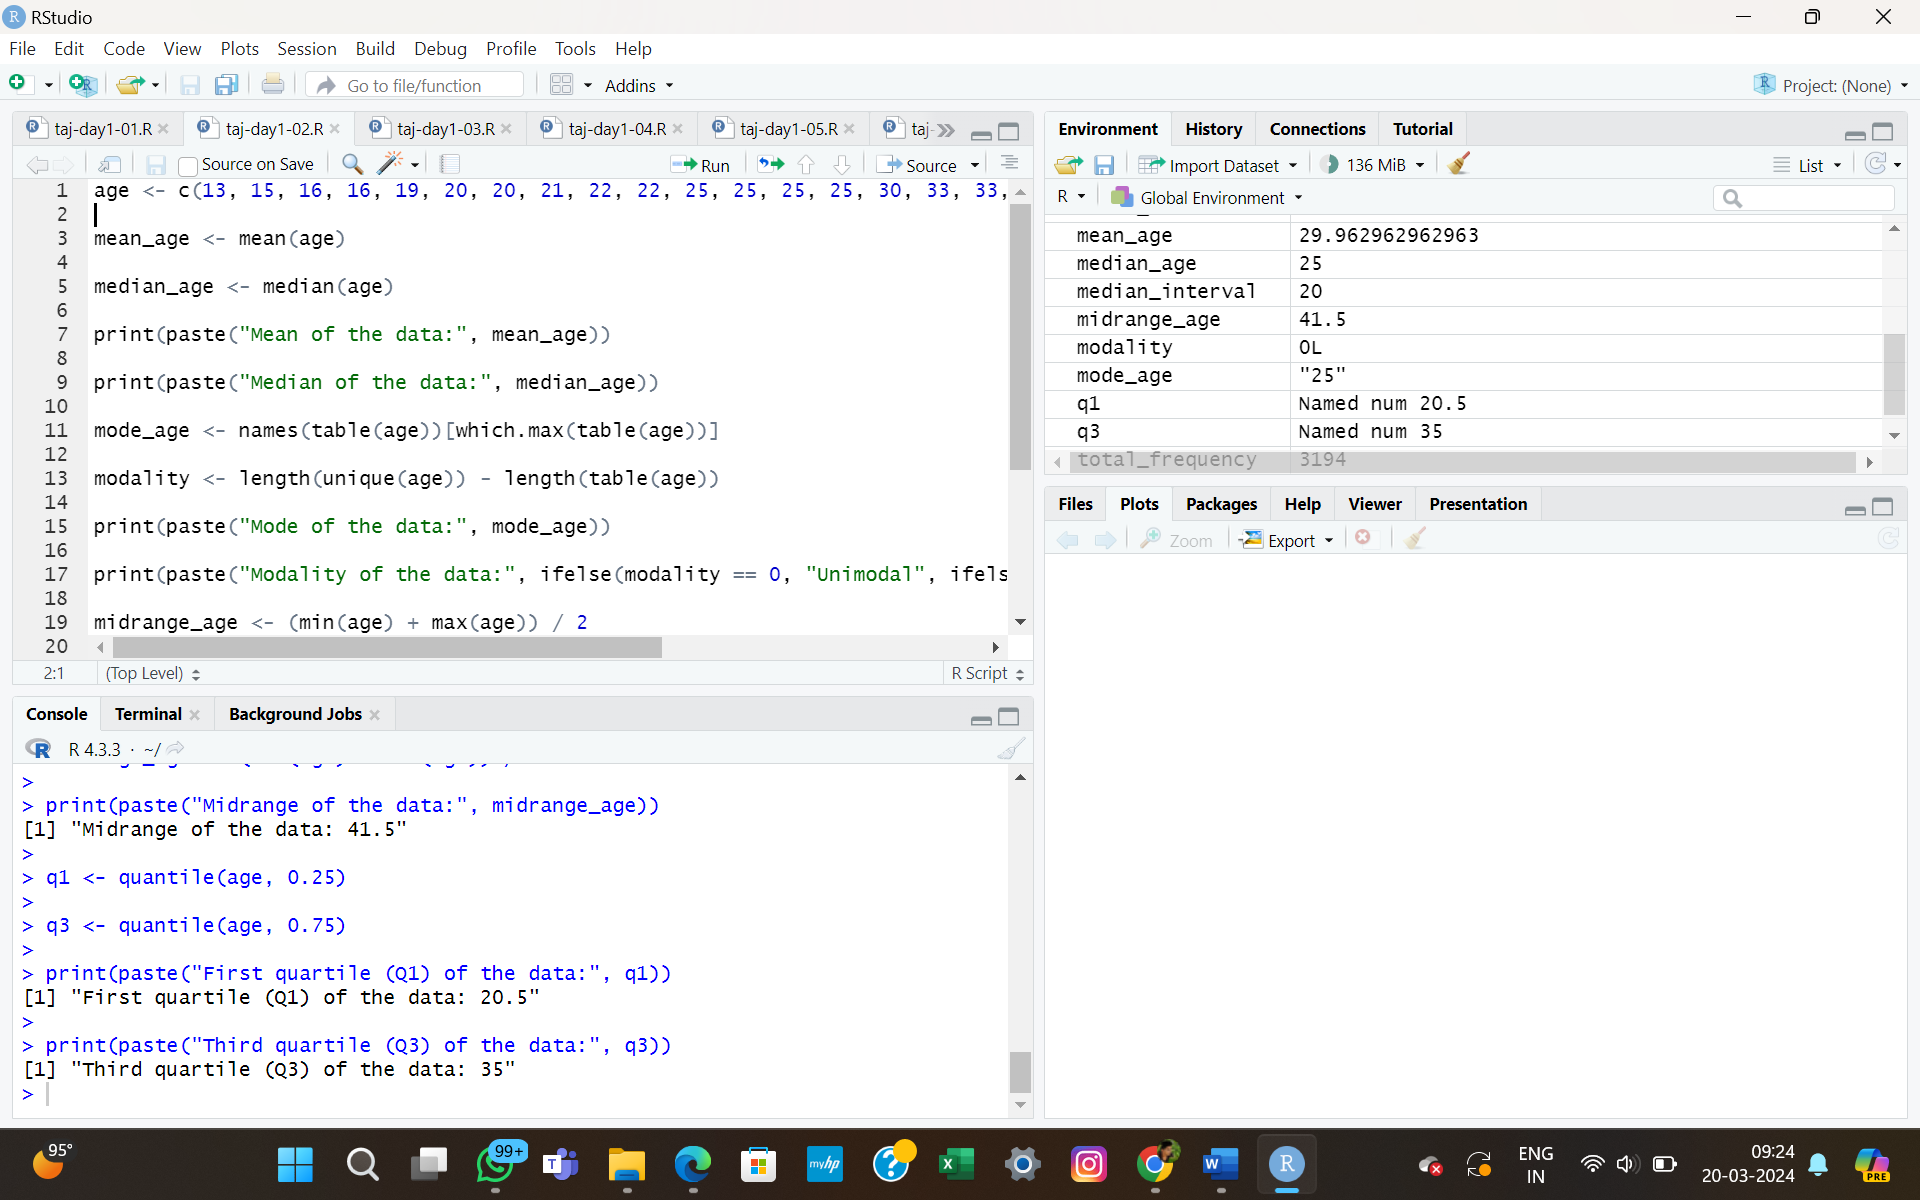 RStudio
File Edit Code View Plots Session Build Debug Profile Tools Help
Go to file/function Addins Project: (None)
taj-day1-01.R taj-day1-02.R taj-day1-03.R taj-day1-04.R taj-day1-05.R taj-
Source on Save Run Source
1 age <- c(13, 15, 16, 16, 19, 20, 20, 21, 22, 22, 25, 25, 25, 25, 30, 33, 33,
2
3 mean_age <- mean(age)
4
5 median_age <- median(age)
6
7 print(paste("Mean of the data:", mean_age))
8
9 print(paste("Median of the data:", median_age))
10
11 mode_age <- names(table(age))[which.max(table(age))]
12
13 modality <- length(unique(age)) - length(table(age))
14
15 print(paste("Mode of the data:", mode_age))
16
17 print(paste("Modality of the data:", ifelse(modality == 0, "Unimodal", ifels
18
19 midrange_age <- (min(age) + max(age)) / 2
20
2:1 (Top Level) R Script
Console Terminal Background Jobs
R 4.3.3 · ~/
>
> print(paste("Midrange of the data:", midrange_age))
[1] "Midrange of the data: 41.5"
>
> q1 <- quantile(age, 0.25)
>
> q3 <- quantile(age, 0.75)
>
> print(paste("First quartile (Q1) of the data:", q1))
[1] "First quartile (Q1) of the data: 20.5"
>
> print(paste("Third quartile (Q3) of the data:", q3))
[1] "Third quartile (Q3) of the data: 35"
>
Environment History Connections Tutorial
Import Dataset 136 MiB List
R Global Environment
mean_age 29.962962962963
median_age 25
median_interval 20
midrange_age 41.5
modality 0L
mode_age "25"
q1 Named num 20.5
q3 Named num 35
total_frequency 3194
Files Plots Packages Help Viewer Presentation
Zoom Export
95° 99+ myhp ENG IN 09:24 20-03-2024 PRE